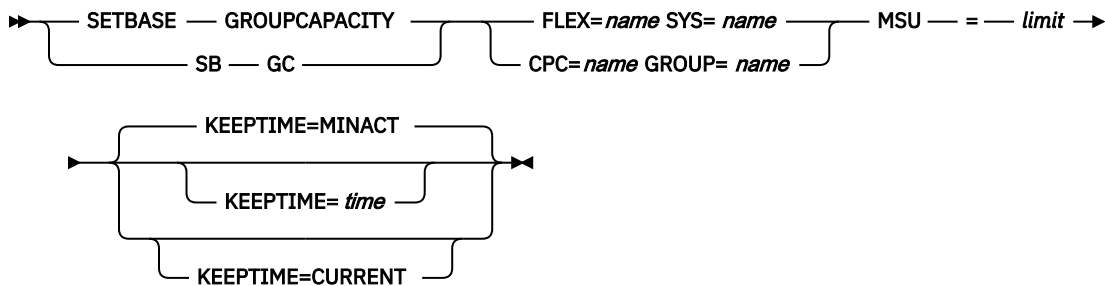 SETBASE GROUPCAPACITY FLEX=name SYS= name MSU = limit
SB GC CPC=name GROUP= name
KEEPTIME=MINACT
KEEPTIME= time
KEEPTIME=CURRENT